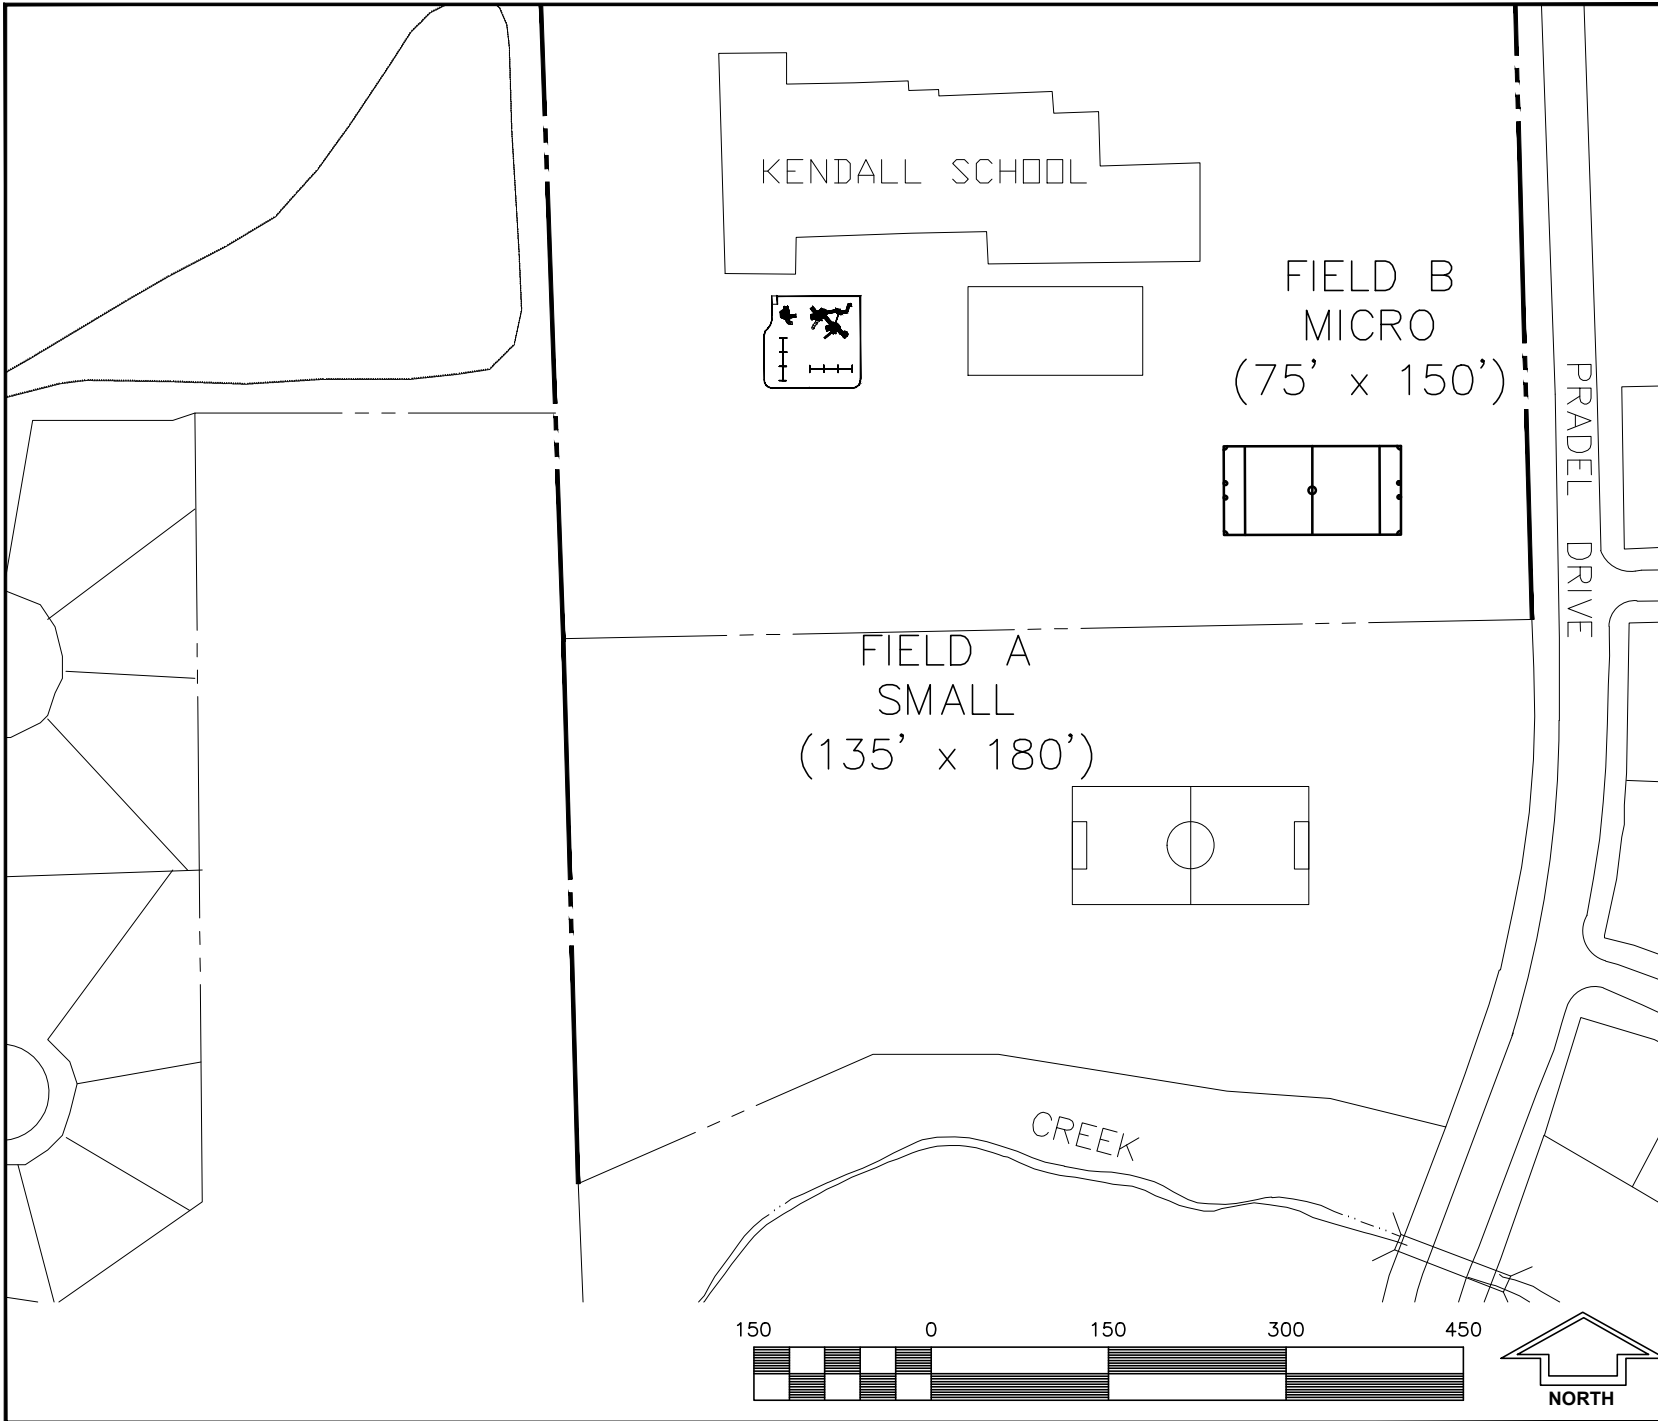 KENDALL SCHOOL
FIELD B
MICRO
(75' x 150')
PRADEL DRIVE
FIELD A
SMALL
(135' x 180')
CREEK
150 0 150 300 450
NORTH